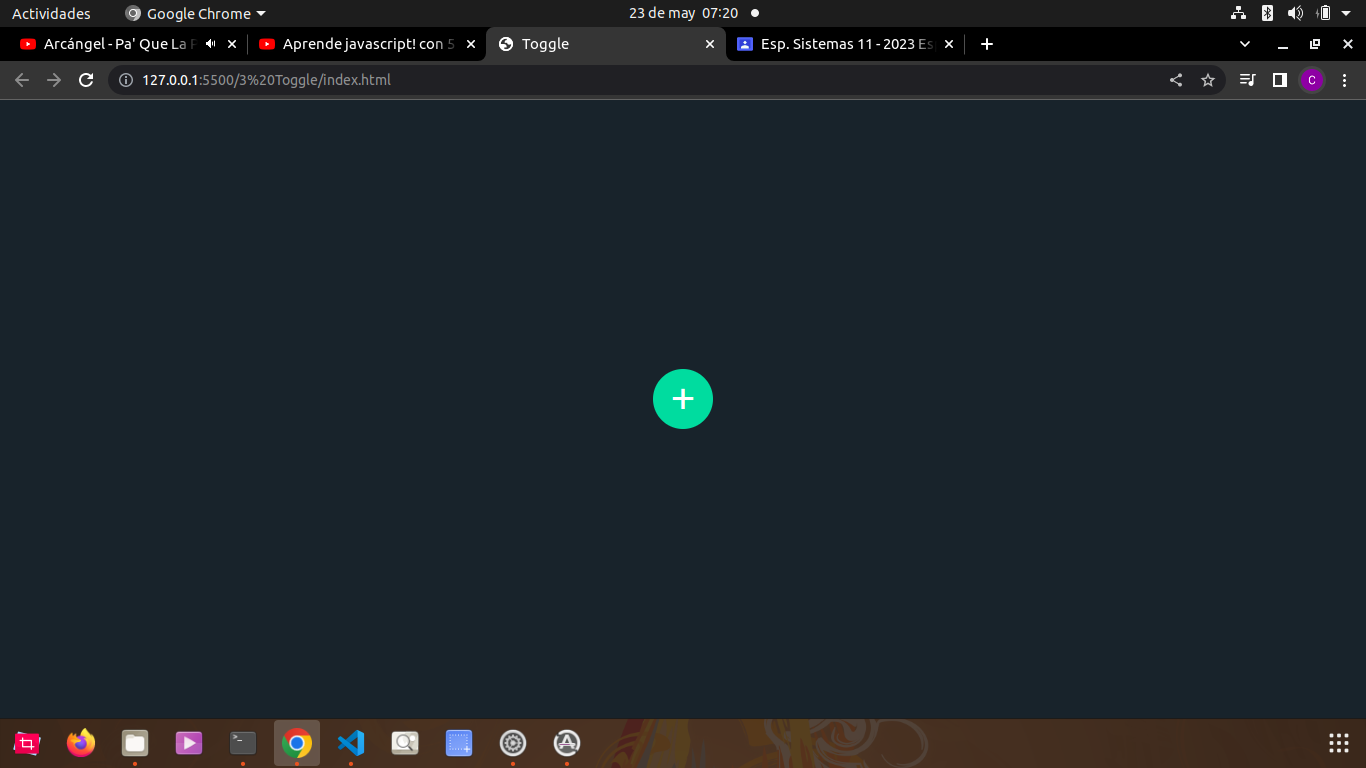 Actividades Google Chrome 23 de may 07:20
Arcángel - Pa' Que La P Aprende javascript! con 5 Toggle Esp. Sistemas 11 - 2023 Es
127.0.0.1:5500/3%20Toggle/index.html C
+